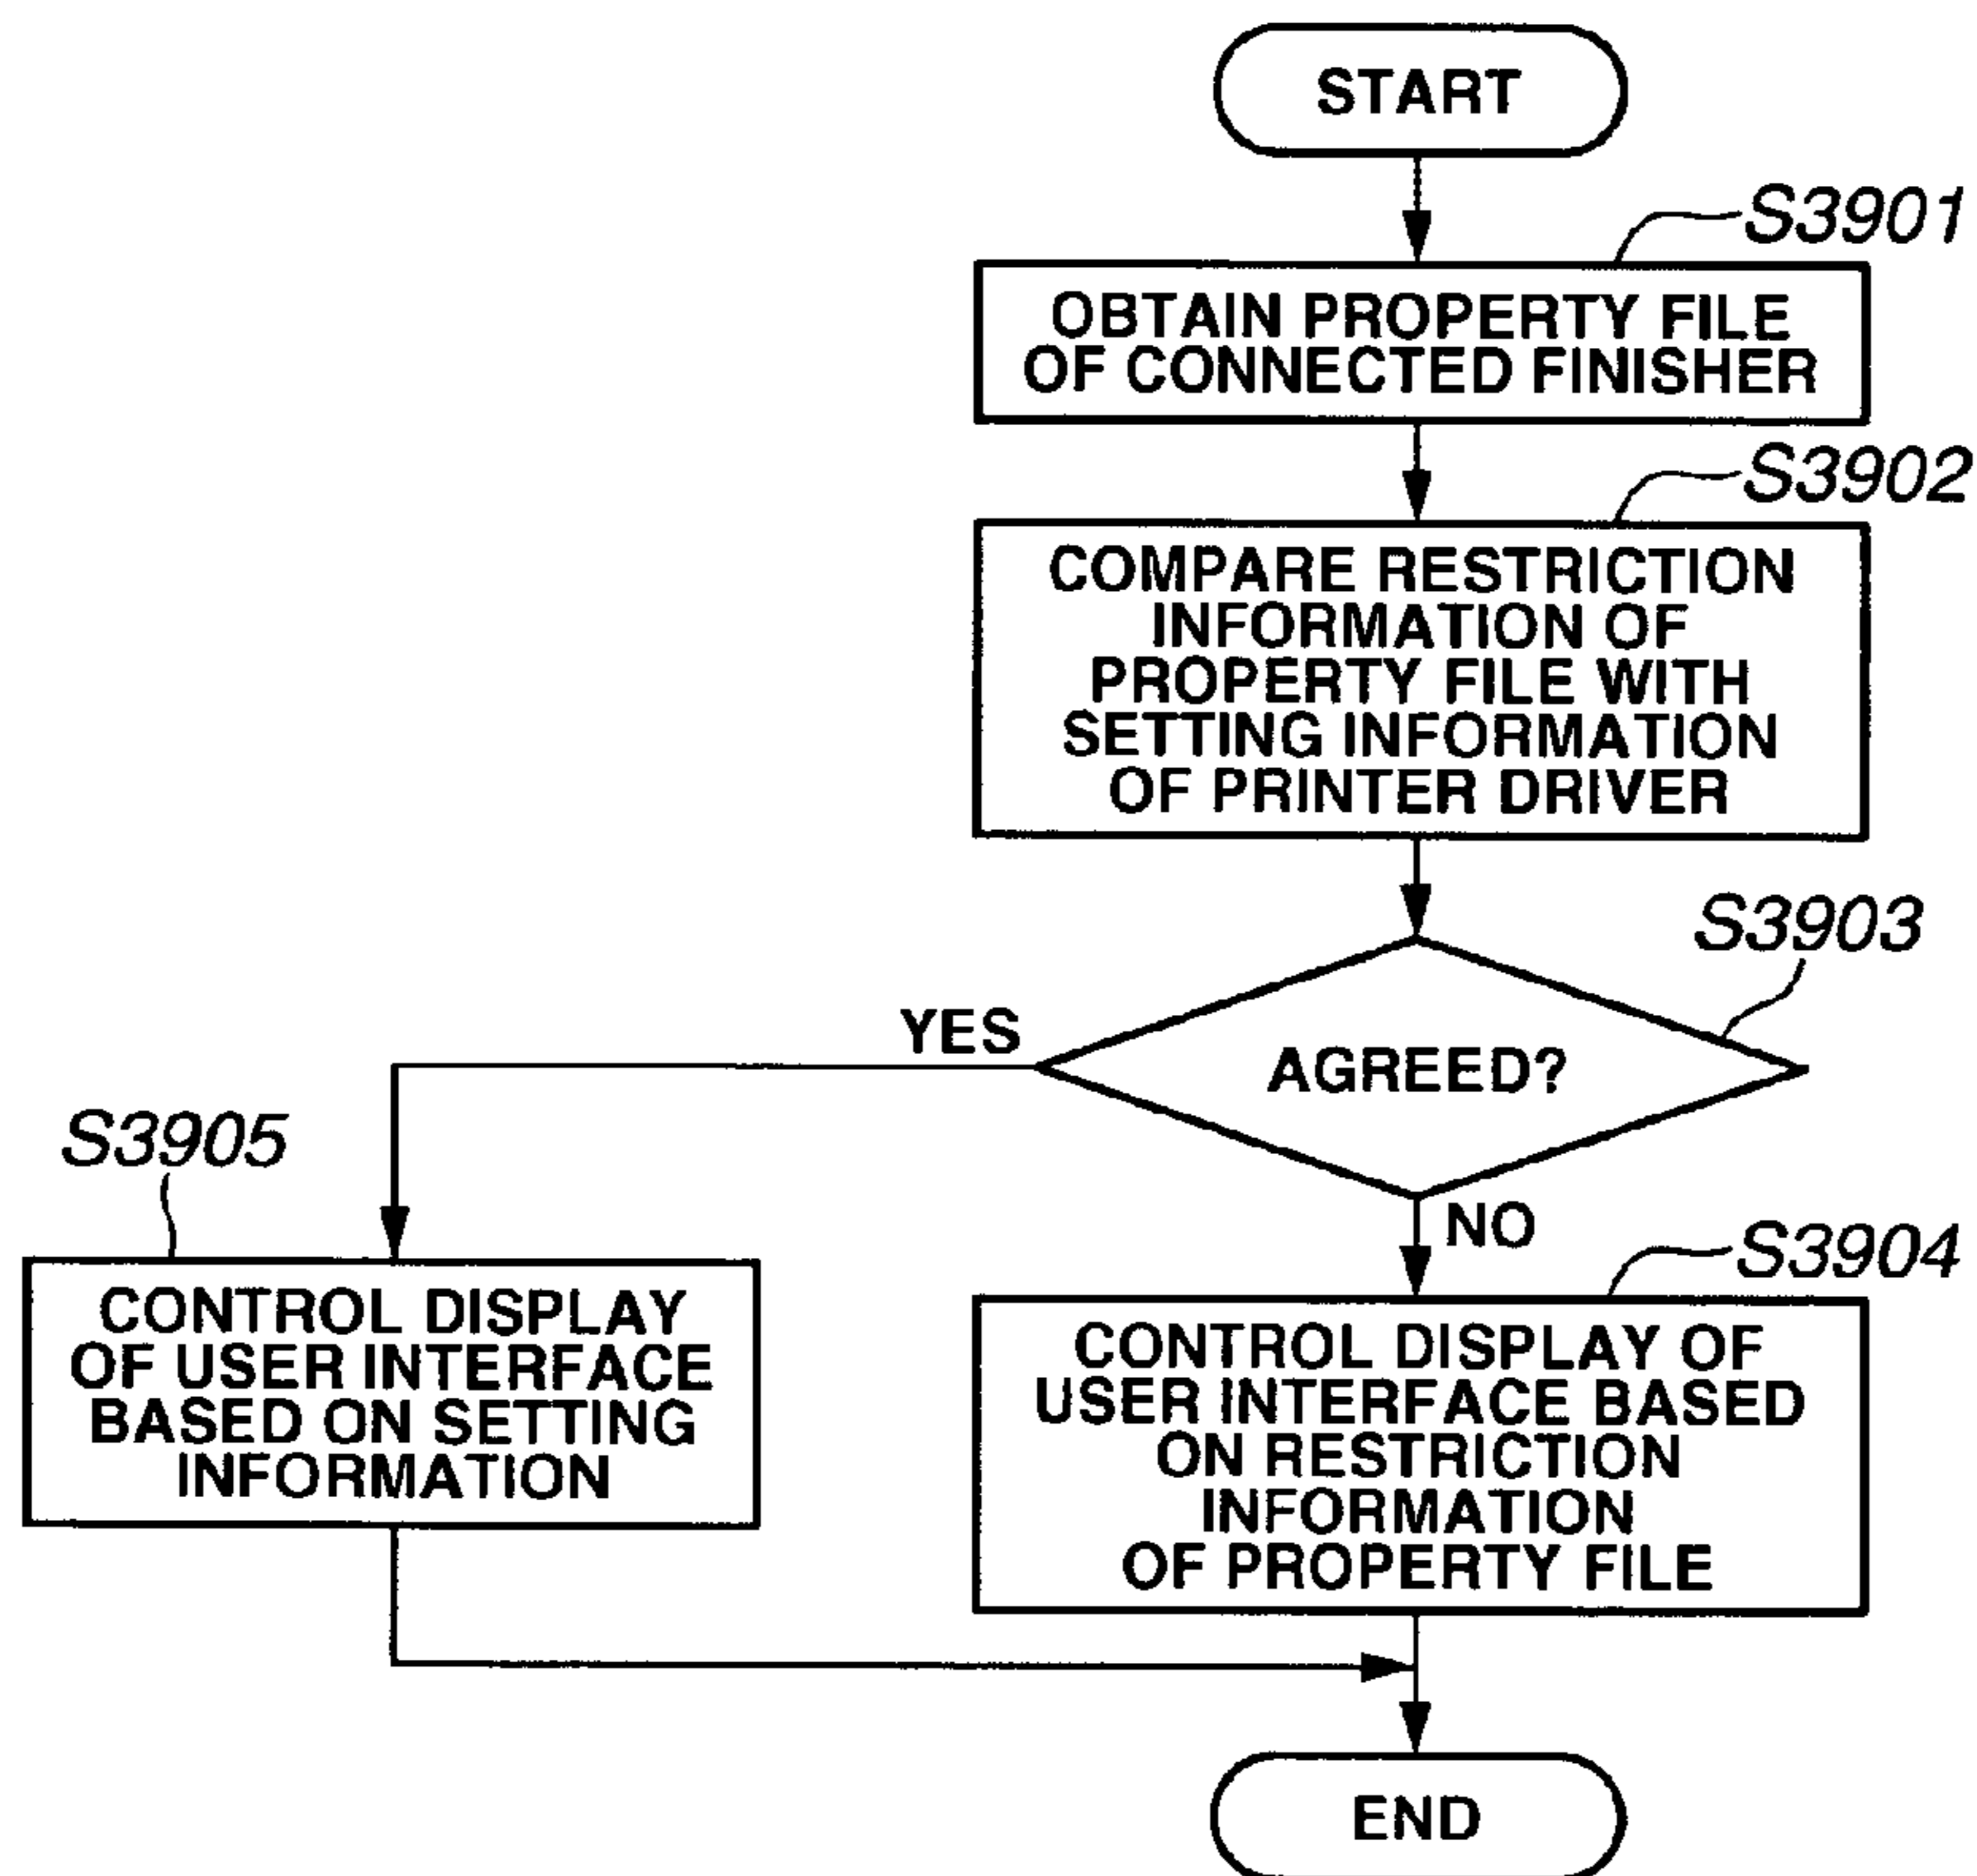 START
S3901
OBTAIN PROPERTY FILE
OF CONNECTED FINISHER
S3902
COMPARE RESTRICTION
INFORMATION OF
PROPERTY FILE WITH
SETTING INFORMATION
OF PRINTER DRIVER
S3903
AGREED?
YES
NO
S3905
CONTROL DISPLAY
OF USER INTERFACE
BASED ON SETTING
INFORMATION
S3904
CONTROL DISPLAY OF
USER INTERFACE BASED
ON RESTRICTION
INFORMATION
OF PROPERTY FILE
END